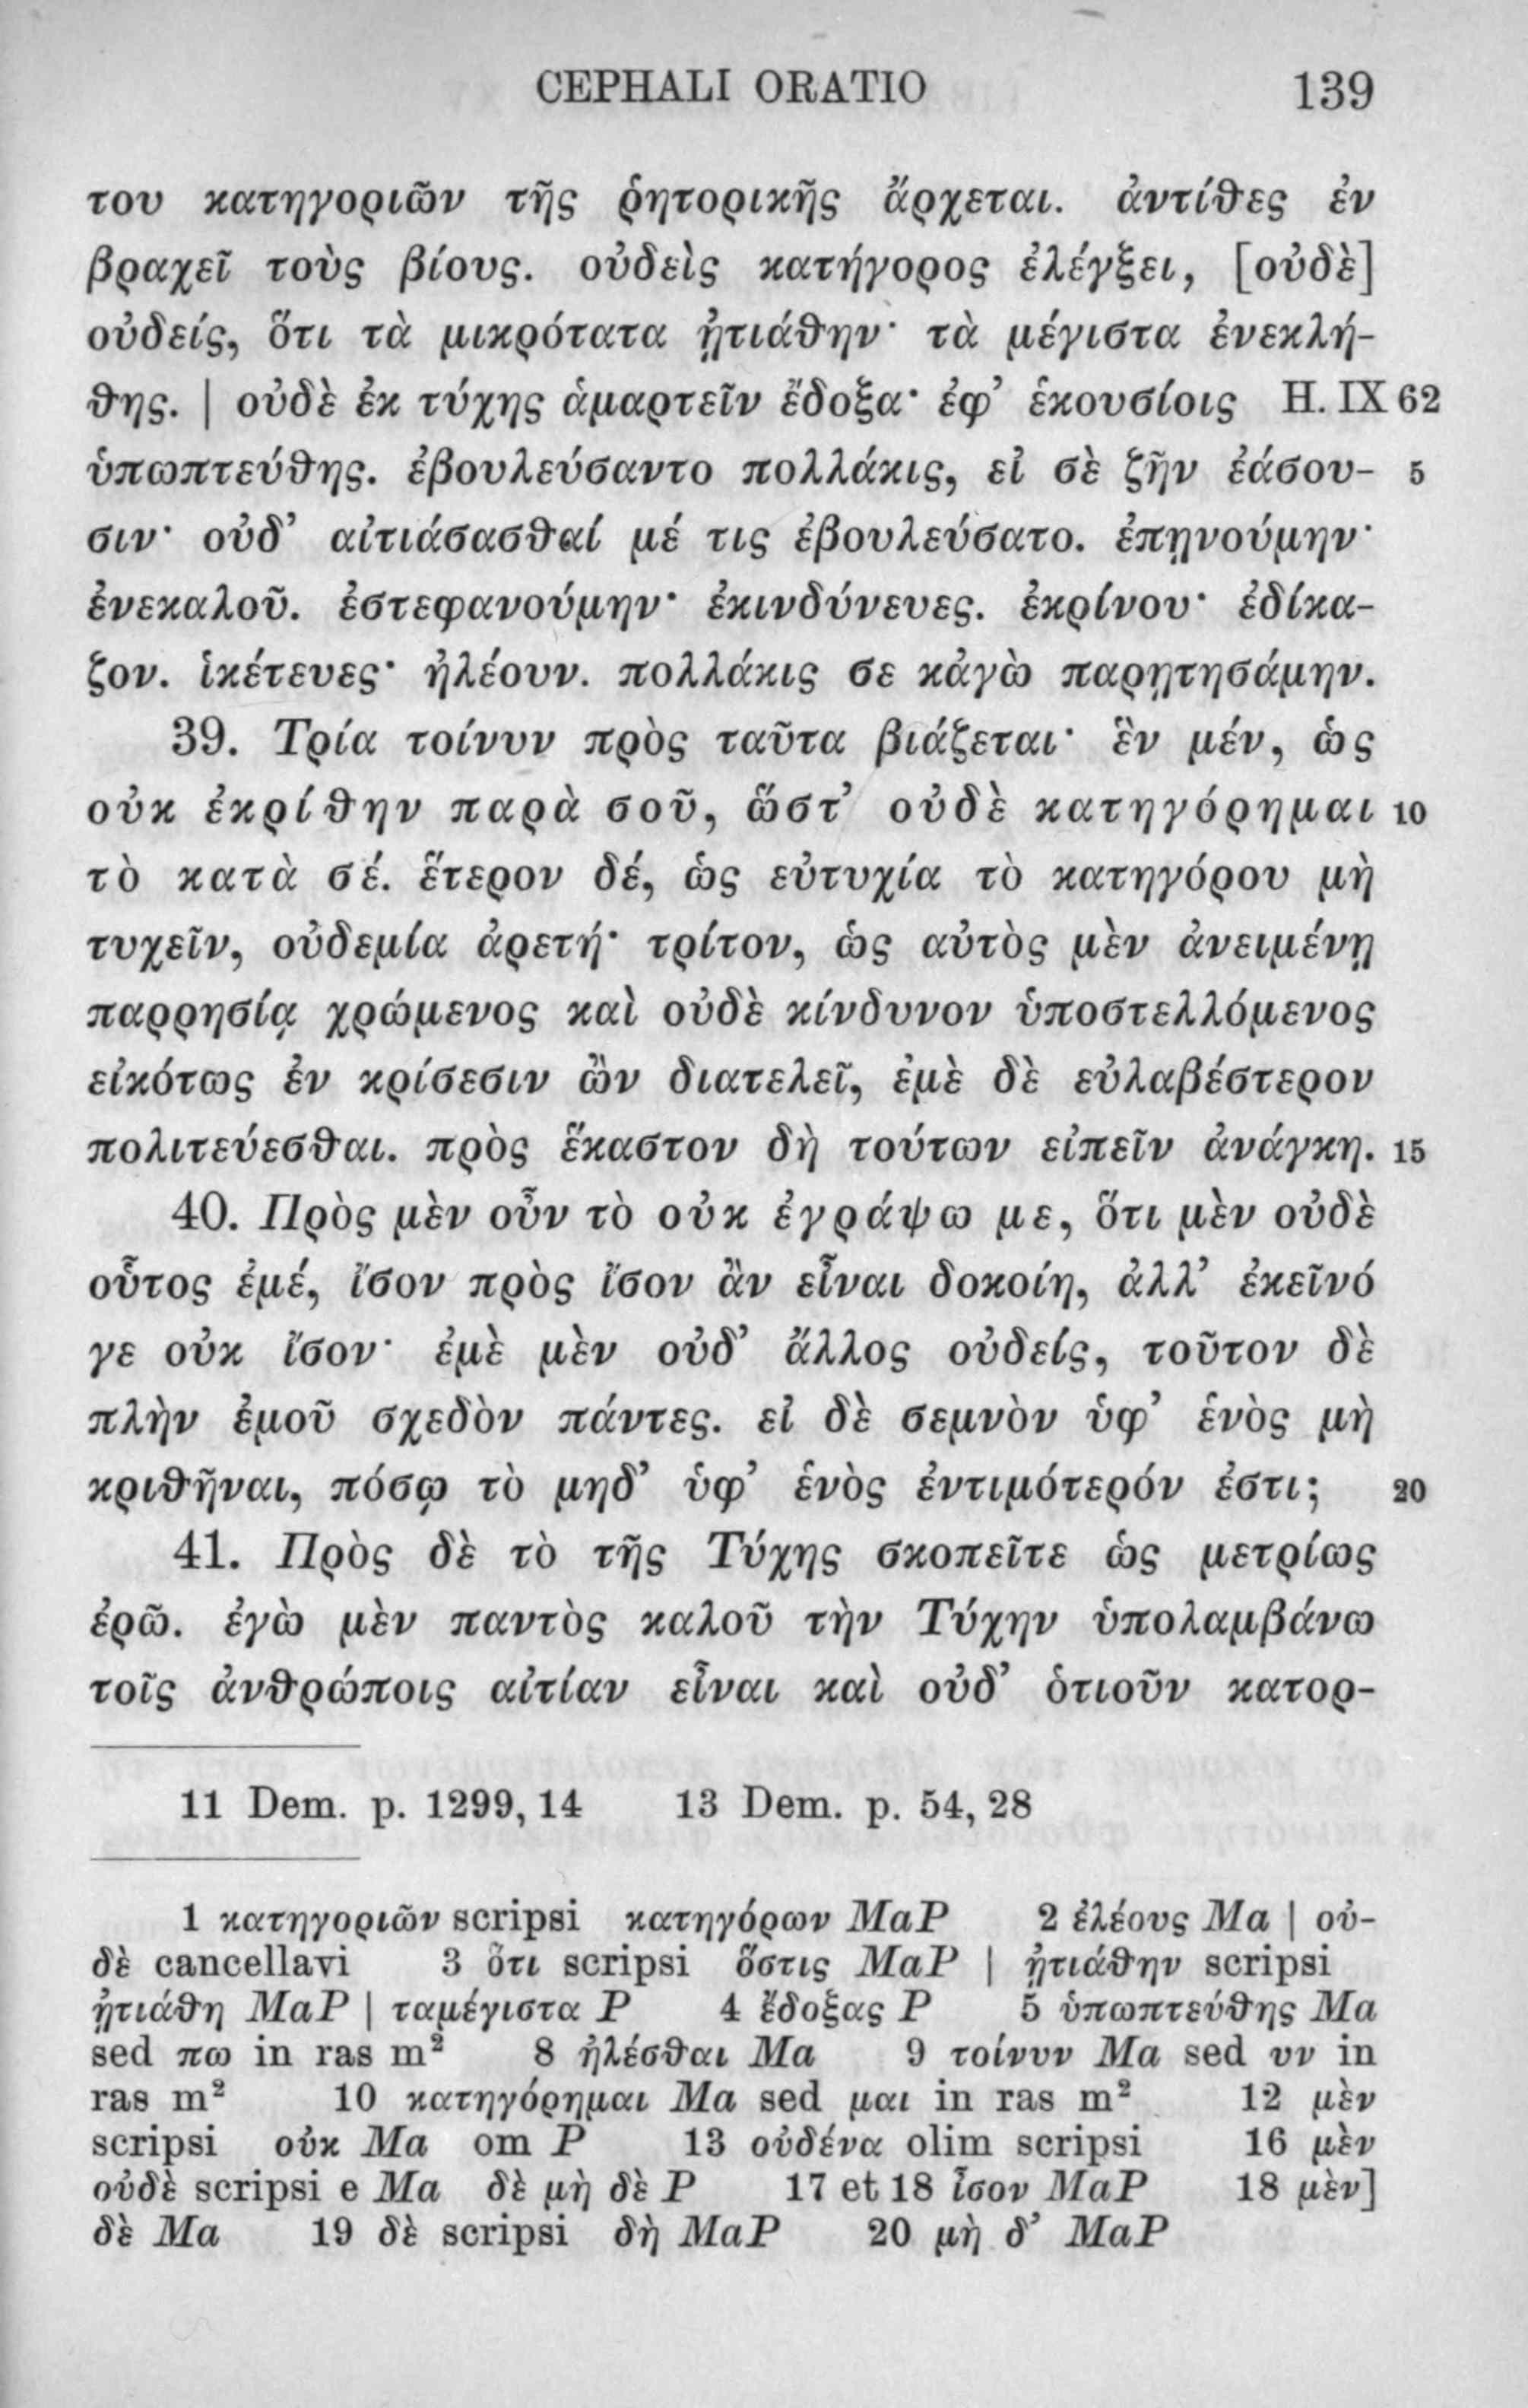 CEPHALI ORATIO 139
του κατηγοριῶν τῆς ῥητορικῆς ἄρχεται. ἀντίθες ἐν
βραχεῖ τοὺς βίους. οὐδεὶς κατήγορος ἐλέγξει, [οὐδὲ]
οὐδείς, ὅτι τὰ μικρότατα ᾐτιάθην· τὰ μέγιστα ἐνεκλή-
θης. | οὐδὲ ἐκ τύχης ἁμαρτεῖν ἔδοξα· ἐφ’ ἑκουσίοις H. IX 62
ὑπωπτεύθης. ἐβουλεύσαντο πολλάκις, εἰ σὲ ζῆν ἐάσου- 5
σιν· οὐδ’ αἰτιάσασθαί μέ τις ἐβουλεύσατο. ἐπῃνούμην·
ἐνεκαλοῦ. ἐστεφανούμην· ἐκινδύνευες. ἐκρίνου· ἐδίκα-
ζον. ἱκέτευες· ἠλέουν. πολλάκις σε κἀγὼ παρῃτησάμην.
39. Τρία τοίνυν πρὸς ταῦτα βιάζεται· ἓν μέν, ὡς
οὐκ ἐκρίθην παρὰ σοῦ, ὥστ’ οὐδὲ κατηγόρημαι 10
τὸ κατὰ σέ. ἕτερον δέ, ὡς εὐτυχία τὸ κατηγόρου μὴ
τυχεῖν, οὐδεμία ἀρετή· τρίτον, ὡς αὐτὸς μὲν ἀνειμένῃ
παρρησίᾳ χρώμενος καὶ οὐδὲ κίνδυνον ὑποστελλόμενος
εἰκότως ἐν κρίσεσιν ὢν διατελεῖ, ἐμὲ δὲ εὐλαβέστερον
πολιτεύεσθαι. πρὸς ἕκαστον δὴ τούτων εἰπεῖν ἀνάγκη. 15
40. Πρὸς μὲν οὖν τὸ οὐκ ἐγράψω με, ὅτι μὲν οὐδὲ
οὗτος ἐμέ, ἴσον πρὸς ἴσον ἂν εἶναι δοκοίη, ἀλλ’ ἐκεῖνό
γε οὐκ ἴσον· ἐμὲ μὲν οὐδ’ ἄλλος οὐδείς, τοῦτον δὲ
πλὴν ἐμοῦ σχεδὸν πάντες. εἰ δὲ σεμνὸν ὑφ’ ἑνὸς μὴ
κριθῆναι, πόσῳ τὸ μηδ’ ὑφ’ ἑνὸς ἐντιμότερόν ἐστι; 20
41. Πρὸς δὲ τὸ τῆς Τύχης σκοπεῖτε ὡς μετρίως
ἐρῶ. ἐγὼ μὲν παντὸς καλοῦ τὴν Τύχην ὑπολαμβάνω
τοῖς ἀνθρώποις αἰτίαν εἶναι καὶ οὐδ’ ὁτιοῦν κατορ-
11 Dem. p. 1299, 14 13 Dem. p. 54, 28
1 κατηγοριῶν scripsi κατηγόρων MaP 2 ἐλέους Ma | οὐ-
δὲ cancellavi 3 ὅτι scripsi ὅστις MaP | ᾐτιάθην scripsi
ᾐτιάθη MaP | ταμέγιστα P 4 ἔδοξας P 5 ὑπωπτεύθης Ma
sed πω in ras m² 8 ἠλέσθαι Ma 9 τοίνυν Ma sed υν in
ras m² 10 κατηγόρημαι Ma sed μαι in ras m² 12 μὲν
scripsi οὐκ Ma om P 13 οὐδένα olim scripsi 16 μὲν
οὐδὲ scripsi e Ma δὲ μὴ δὲ P 17 et 18 ἶσον MaP 18 μὲν]
δὲ Ma 19 δὲ scripsi δὴ MaP 20 μὴ δ’ MaP